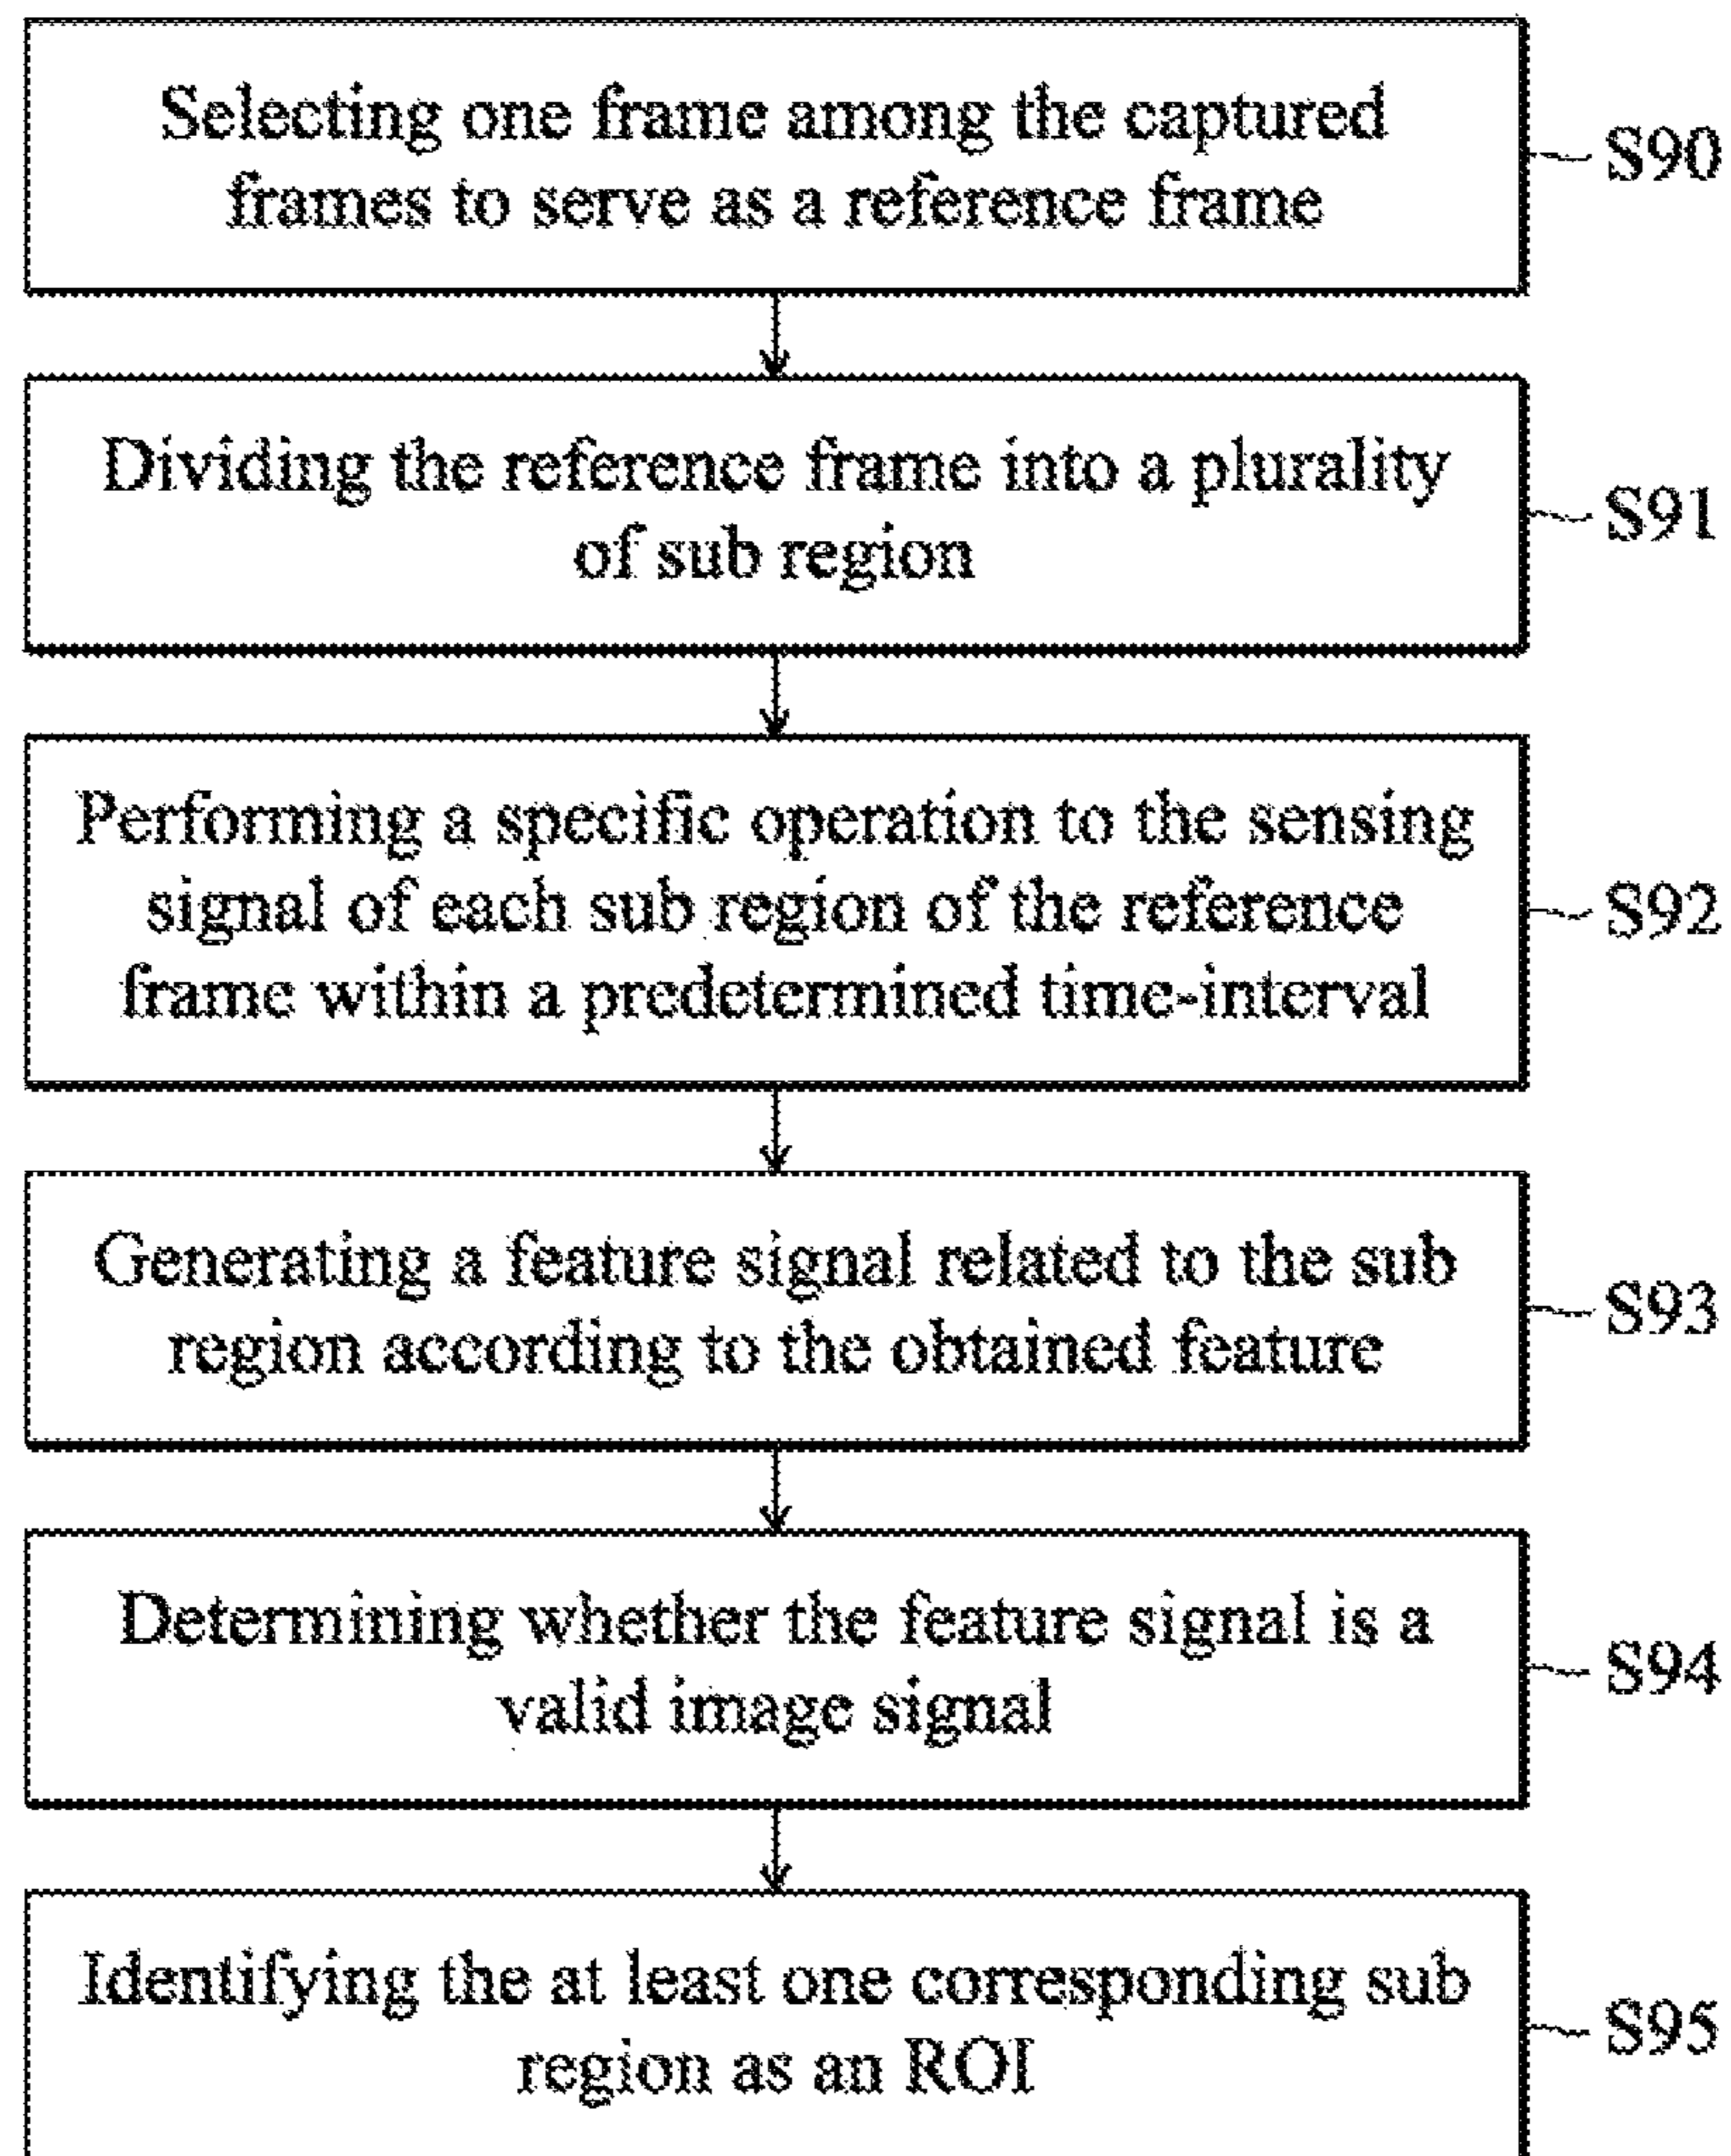 Selecting one frame among the captured
frames to serve as a reference frame
S90
Dividing the reference frame into a plurality
of sub region
S91
Performing a specific operation to the sensing
signal of each sub region of the reference
frame within a predetermined time-interval
S92
Generating a feature signal related to the sub
region according to the obtained feature
S93
Determining whether the feature signal is a
valid image signal
S94
Identifying the at least one corresponding sub
region as an ROI
S95